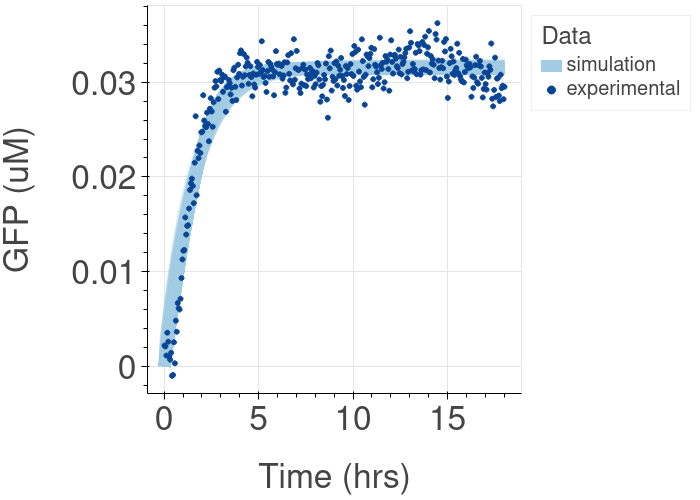 Data
simulation
experimental
GFP (uM)
0.03
0.02
0.01
0
0 5 10 15
Time (hrs)